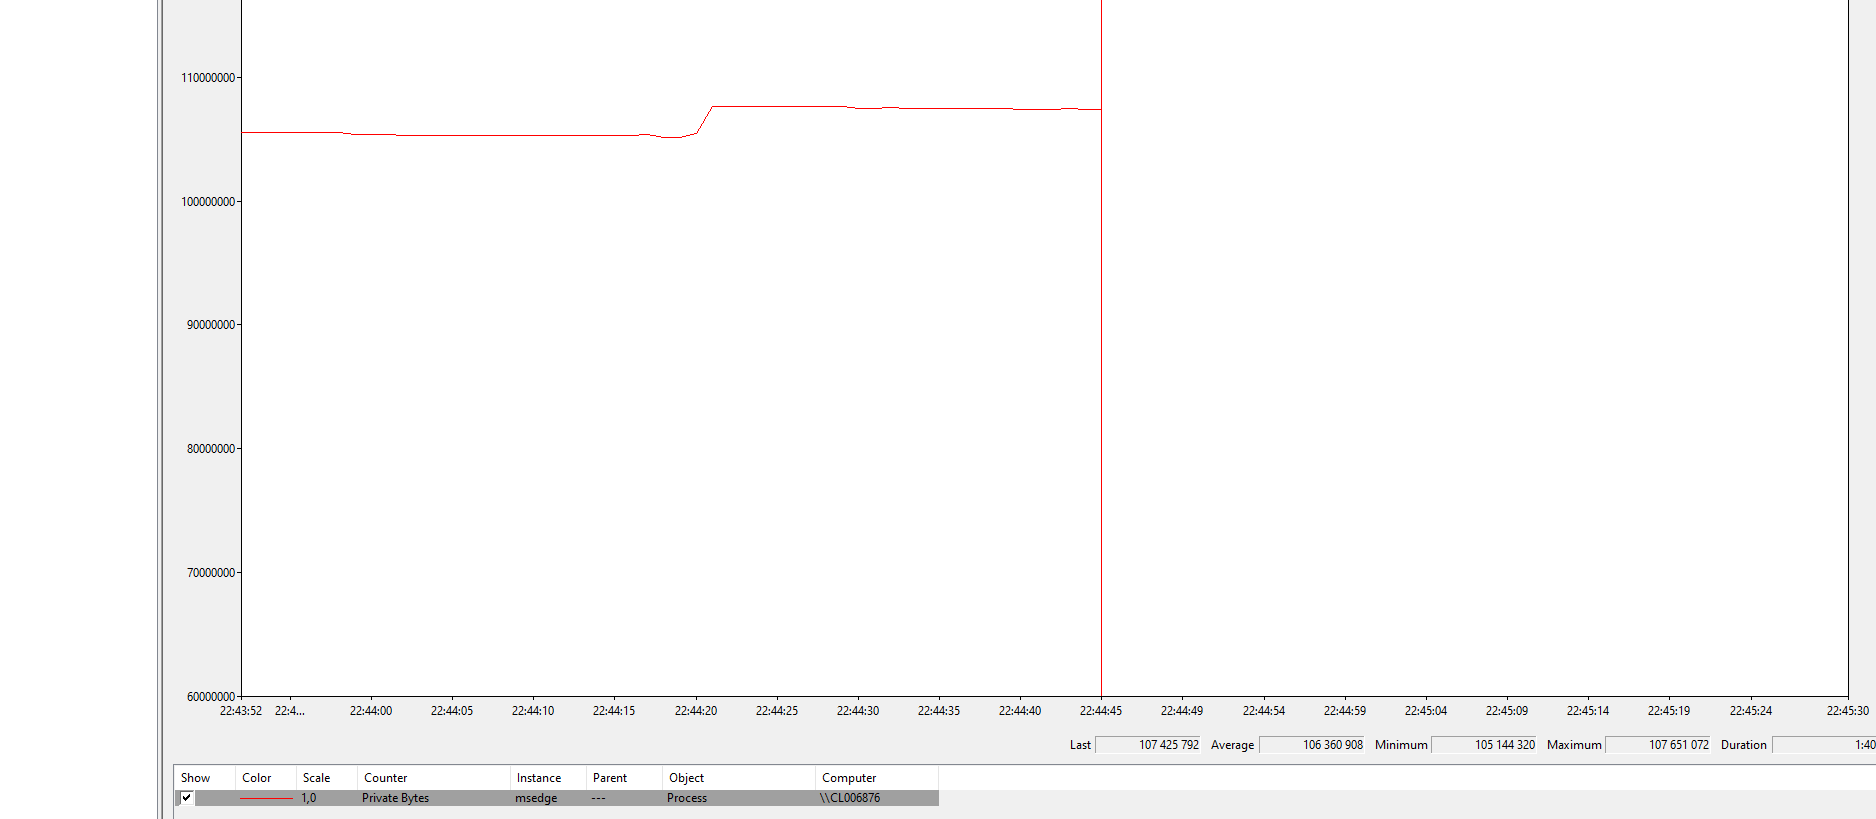 110000000
100000000
90000000
80000000
70000000
60000000
22:43:52 22:4... 22:44:00 22:44:05 22:44:10 22:44:15 22:44:20 22:44:25 22:44:30 22:44:35 22:44:40 22:44:45 22:44:49 22:44:54 22:44:59 22:45:04 22:45:09 22:45:14 22:45:19 22:45:24 22:45:30
Last 107 425 792 Average 106 360 908 Minimum 105 144 320 Maximum 107 651 072 Duration 1:40
Show Color Scale Counter Instance Parent Object Computer
1,0 Private Bytes msedge --- Process \\CL006876